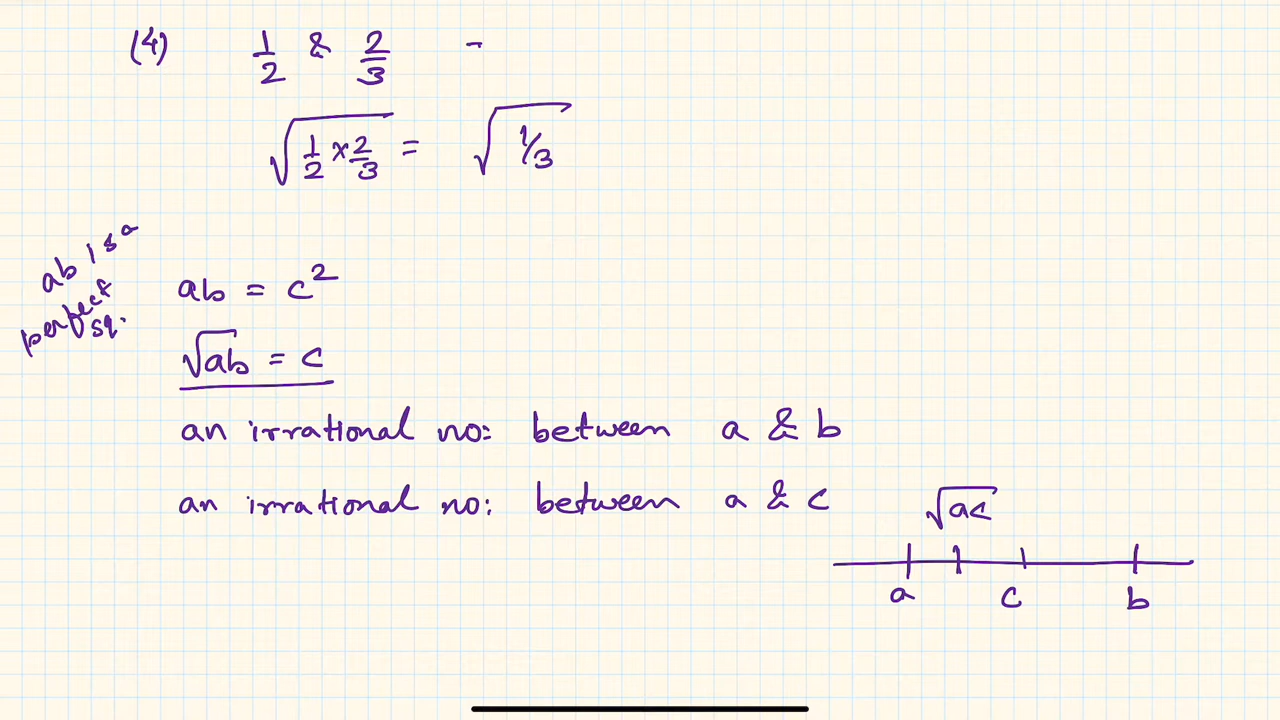 (4) 1/2 & 2/3 -
√(1/2 × 2/3) = √(1/3)
ab is a
perfect
sq.
ab = c²
√ab = c
an irrational no: between a & b
an irrational no: between a & c
√ac
a c b